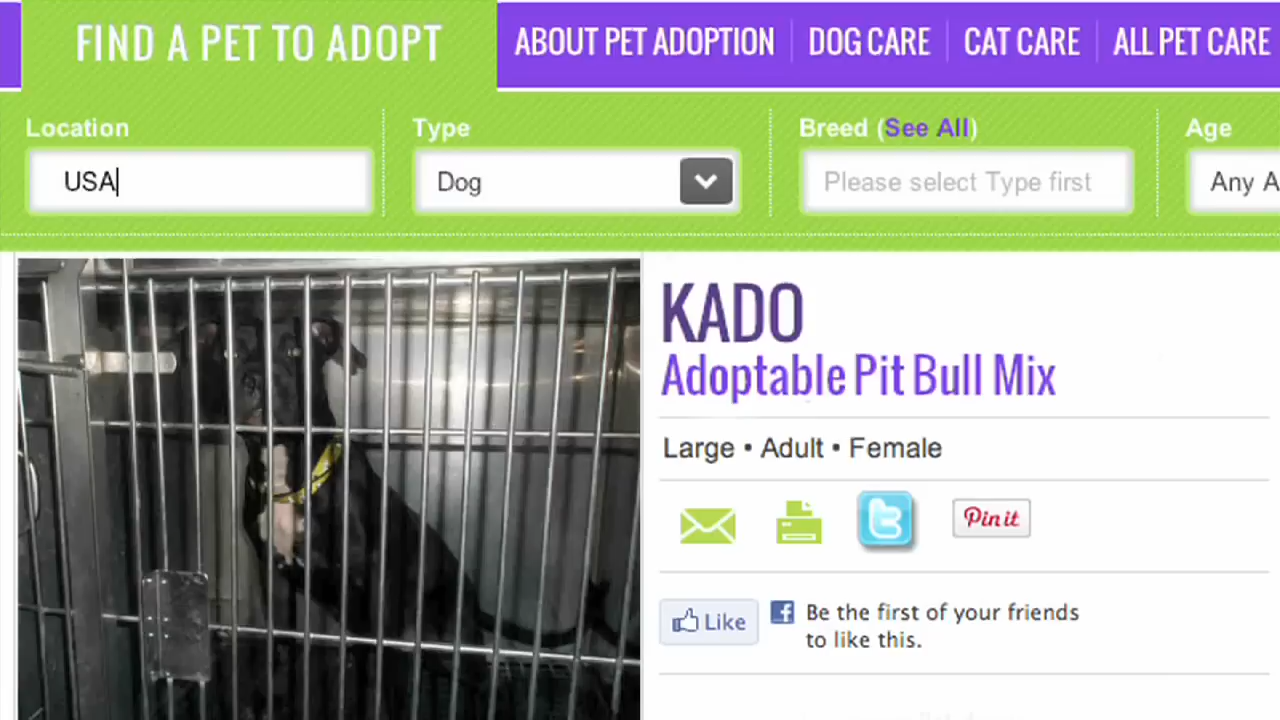 FIND A PET TO ADOPT
ABOUT PET ADOPTION
DOG CARE
CAT CARE
ALL PET CARE
Location
Type
Breed (See All)
Age
USA
Dog
Please select Type first
Any A
KADO
Adoptable Pit Bull Mix
Large • Adult • Female
Pin it
Like
Be the first of your friends
to like this.